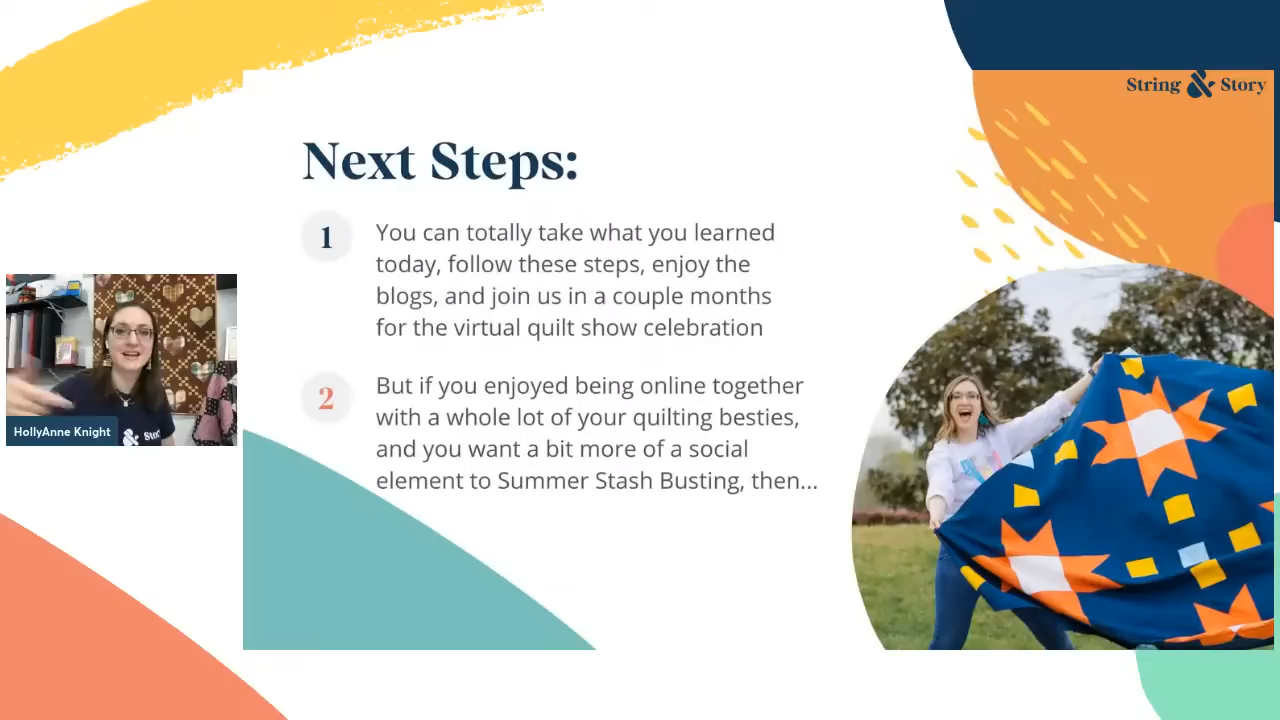 String & Story
Next Steps:
1
You can totally take what you learned
today, follow these steps, enjoy the
blogs, and join us in a couple months
for the virtual quilt show celebration
2
But if you enjoyed being online together
with a whole lot of your quilting besties,
and you want a bit more of a social
element to Summer Stash Busting, then...
HollyAnne Knight